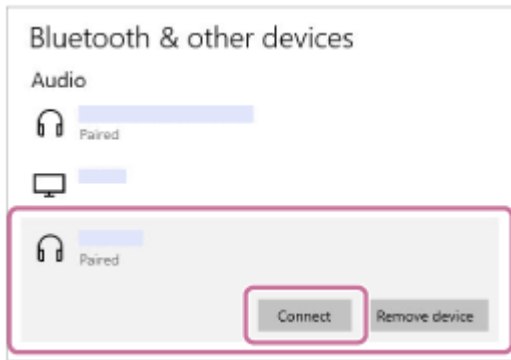 Bluetooth & other devices
Audio
Paired
Paired
Connect
Remove device